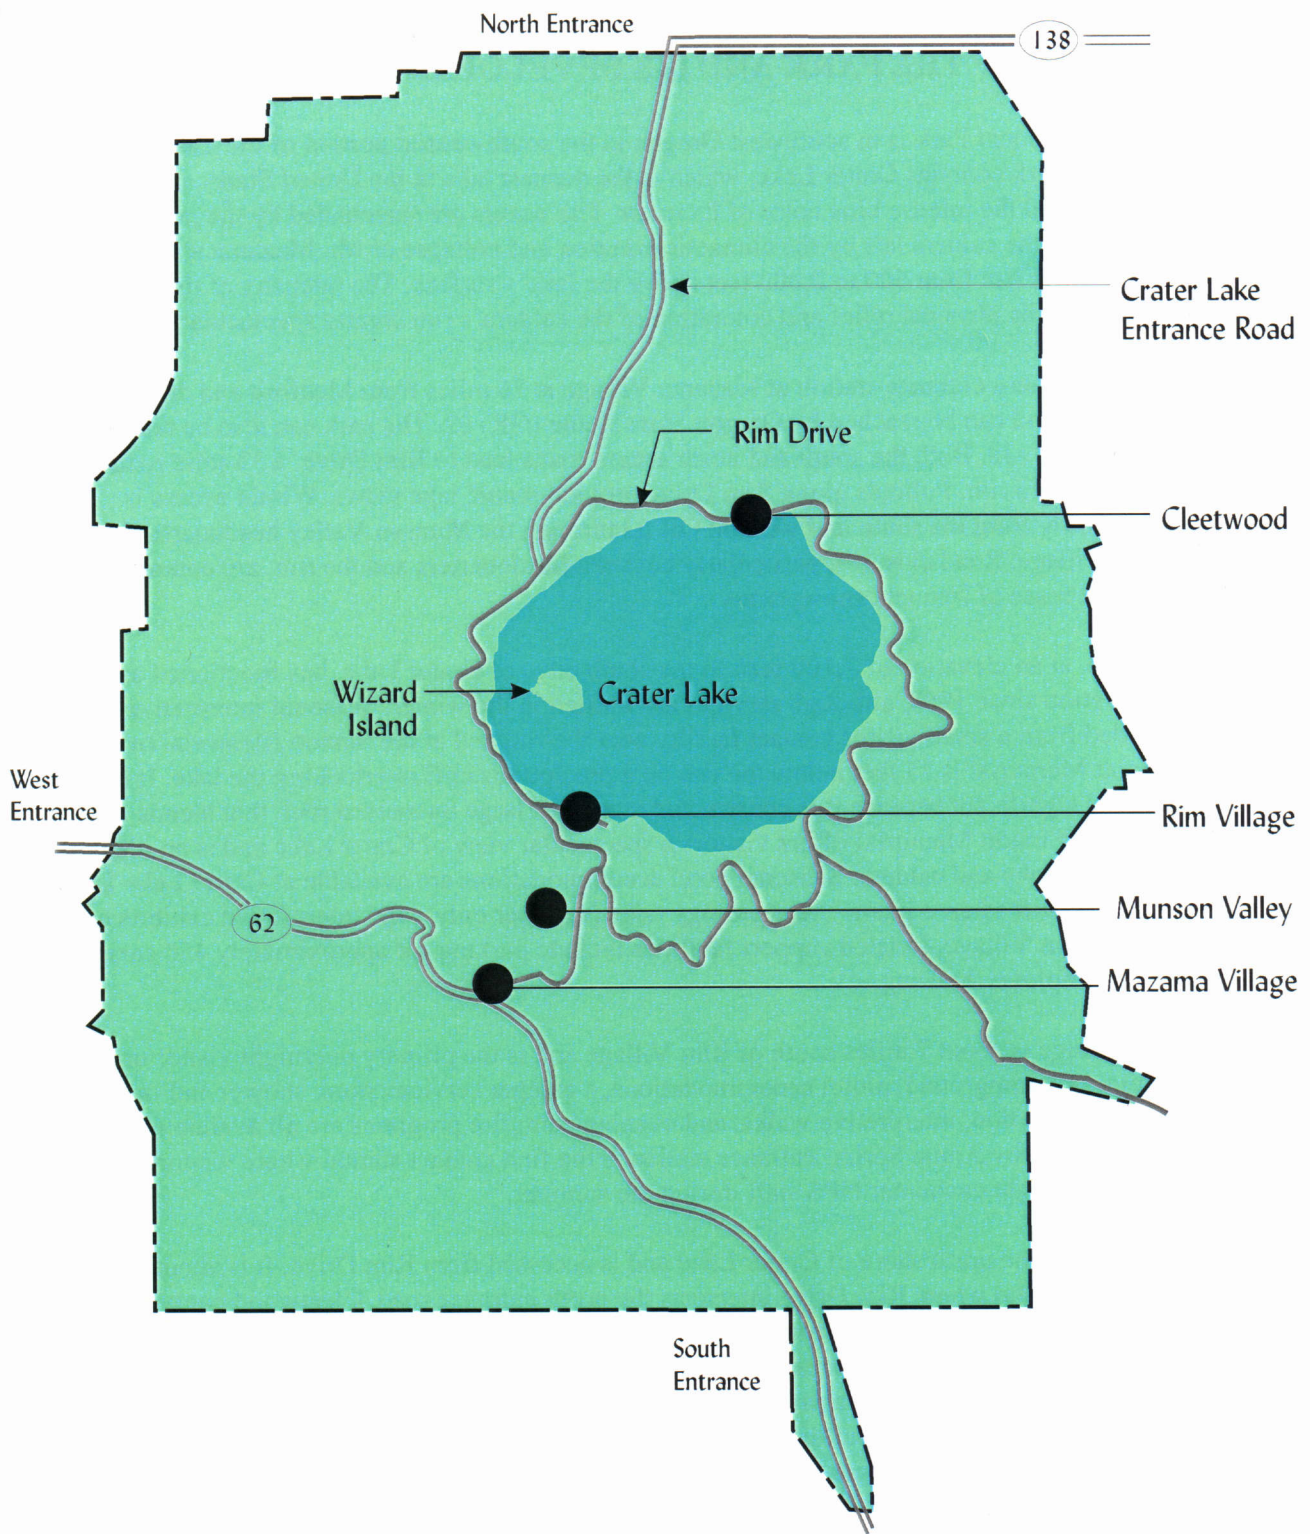 North Entrance
138
Crater Lake
Entrance Road
Rim Drive
Cleetwood
Wizard
Island
Crater Lake
West
Entrance
Rim Village
62
Munson Valley
Mazama Village
South
Entrance